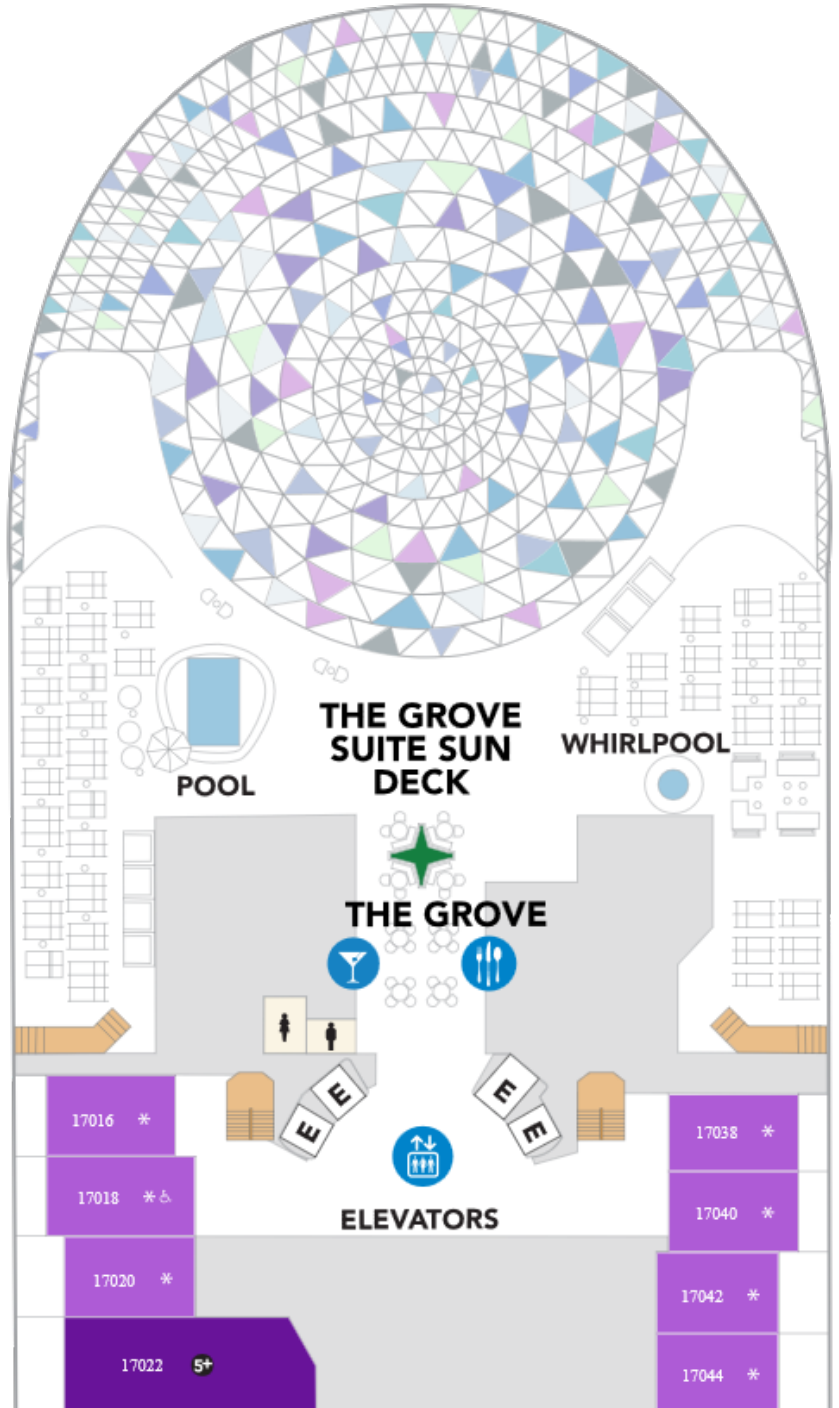 THE GROVE
SUITE SUN
DECK
WHIRLPOOL
POOL
THE GROVE
E
E
E
E
ELEVATORS
17016 *
17038 *
17018 *
17040 *
17020 *
17042 *
17022 5+
17044 *